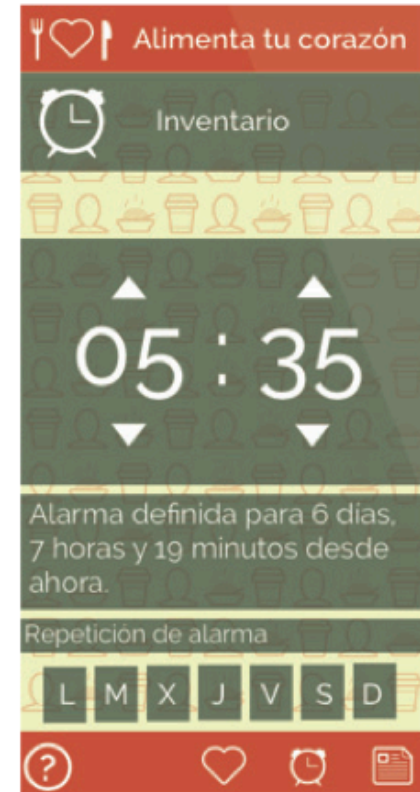 Alimenta tu corazón
Inventario
05 : 35
Alarma definida para 6 días,
7 horas y 19 minutos desde
ahora.
Repetición de alarma
L M X J V S D
?